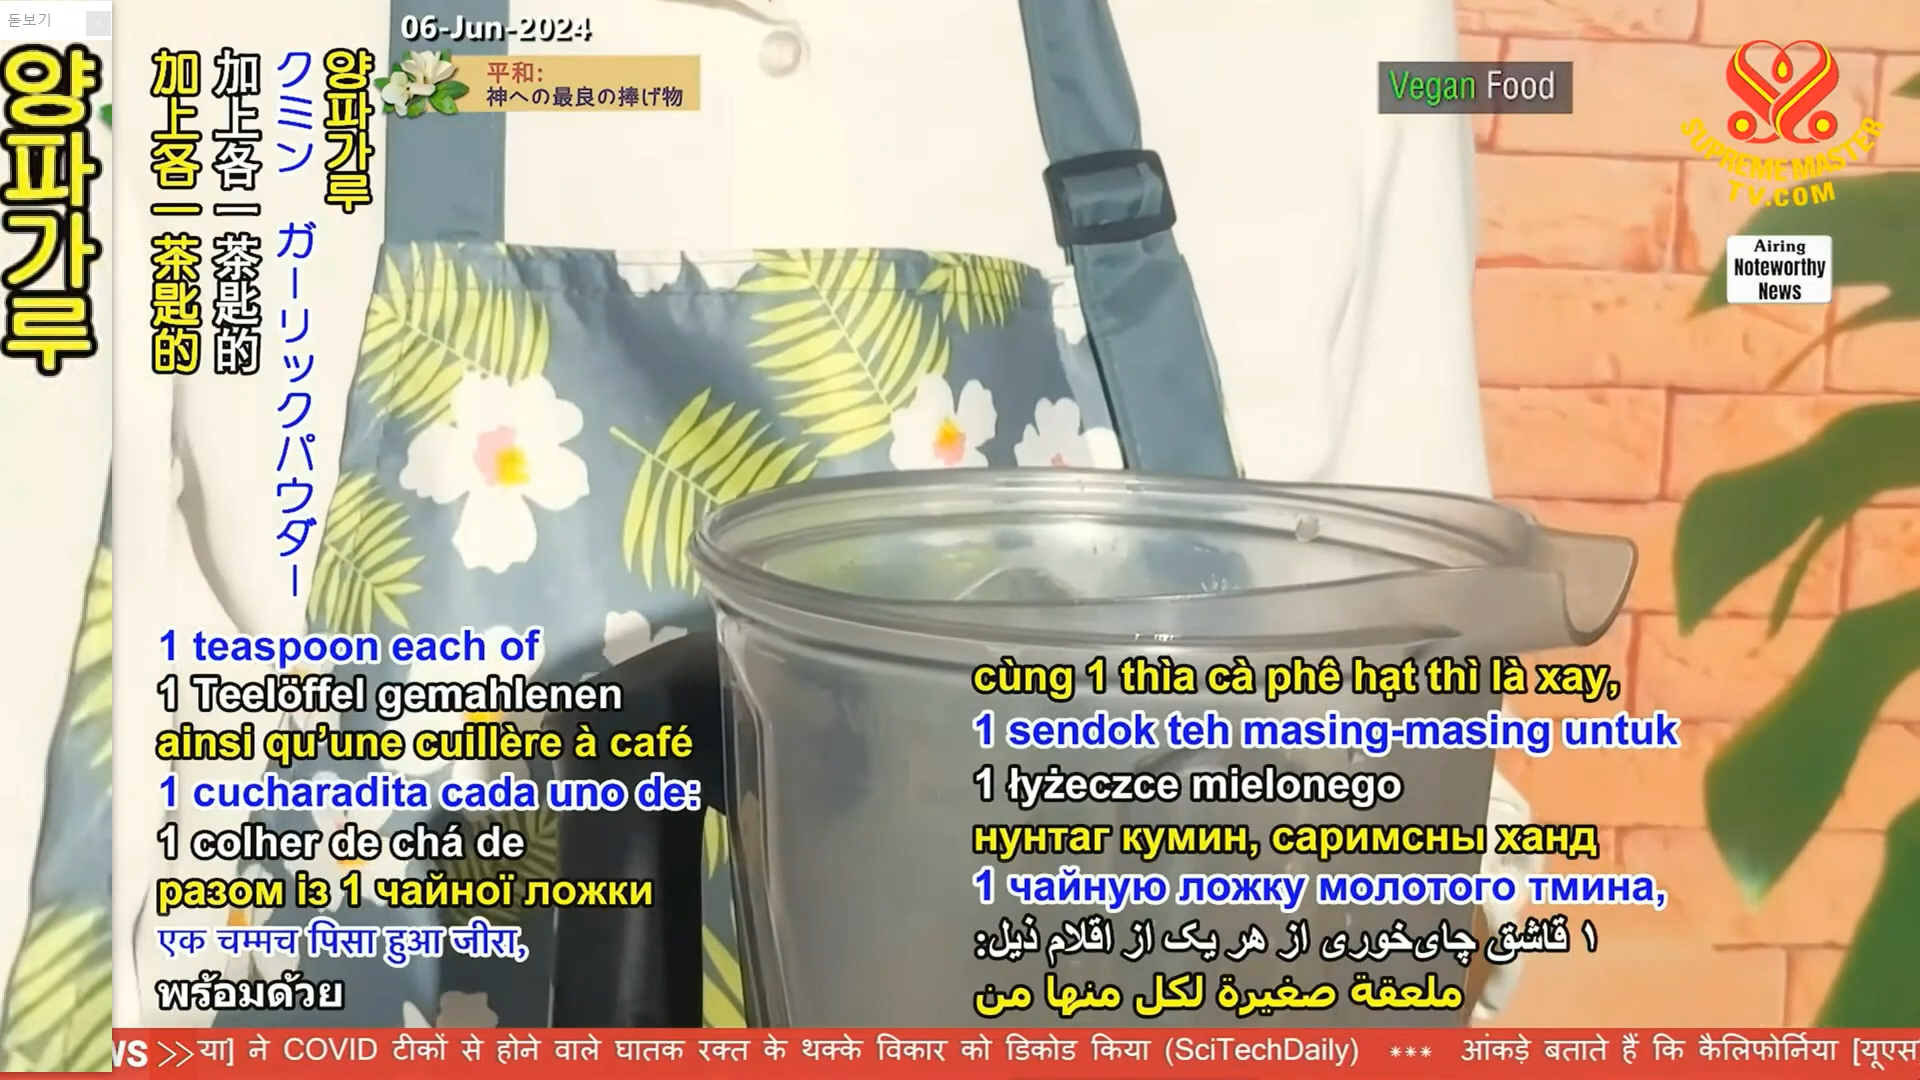 돋보기
양파가루
加上各一茶匙的
加上各一茶匙的
クミン ガーリックパウダー
양파가루
06-Jun-2024
平和:
神への最良の捧げ物
Vegan Food
SUPREME MASTER
TV.COM
Airing
Noteworthy
News
1 teaspoon each of
1 Teelöffel gemahlenen
ainsi qu’une cuillère à café
1 cucharadita cada uno de:
1 colher de chá de
разом із 1 чайної ложки
एक चम्मच पिसा हुआ जीरा,
พร้อมด้วย
cùng 1 thìa cà phê hạt thì là xay,
1 sendok teh masing-masing untuk
1 łyżeczce mielonego
нунтаг кумин, саримсны ханд
1 чайную ложку молотого тмина,
۱ قاشق چای‌خوری از هر یک از اقلام ذیل:
ملعقة صغيرة لكل منها من
WS >> या] ने COVID टीकों से होने वाले घातक रक्त के थक्के विकार को डिकोड किया (SciTechDaily) *** आंकड़े बताते हैं कि कैलिफोर्निया [यूएस